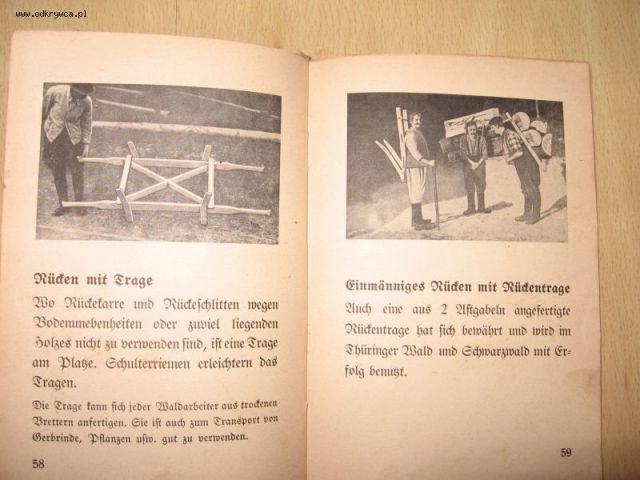 www.odkrywca.pl
Rücken mit Trage
Wo Rückekarre und Rückeschlitten wegen
Bodenunebenheiten oder zuviel liegenden
Holzes nicht zu verwenden sind, ist eine Trage
am Platze. Schulterriemen erleichtern das
Tragen.
Die Trage kann sich jeder Waldarbeiter aus trockenen
Brettern anfertigen. Sie ist auch zum Transport von
Gerbrinde, Pflanzen usw. gut zu verwenden.
58
Einmänniges Rücken mit Rückentrage
Auch eine aus 2 Astgabeln angefertigte
Rückentrage hat sich bewährt und wird im
Thüringer Wald und Schwarzwald mit Er-
folg benutzt.
59